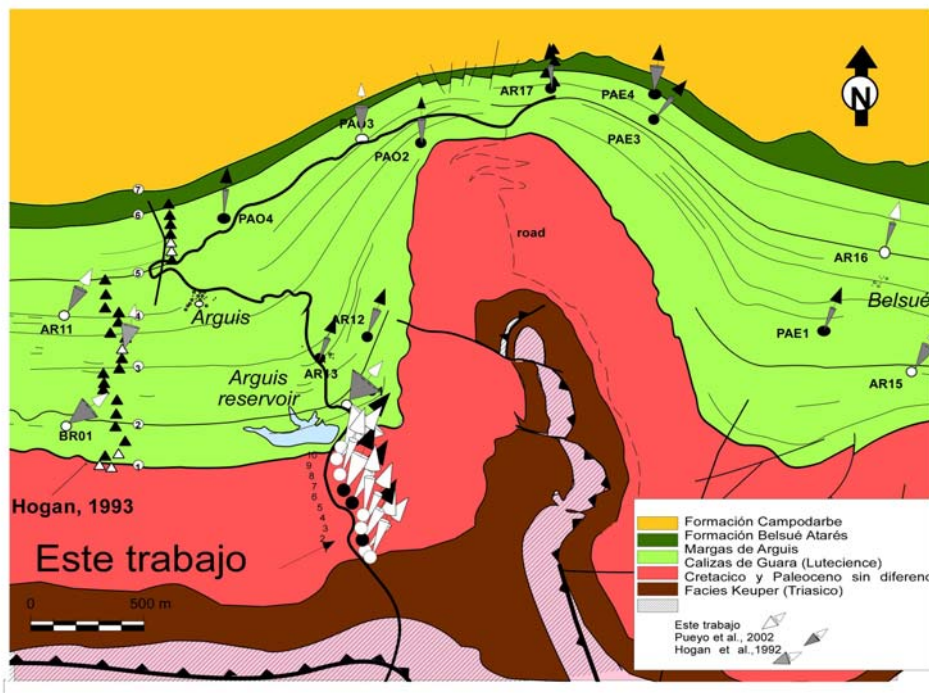 N
AR17
PAE4
PAO3
PAE3
PAO2
7
6
PAO4
road
AR16
5
Belsué
Arguis
AR11
4
AR12
PAE1
3
AR13
AR15
Arguis
reservoir
BR01
2
1
10
9
8
7
6
5
4
3
2
Hogan, 1993
Este trabajo
0 500 m
Formación Campodarbe
Formación Belsué Atarés
Margas de Arguis
Calizas de Guara (Lutecience)
Cretacico y Paleoceno sin diferenc
Facies Keuper (Triasico)
Este trabajo
Pueyo et al., 2002
Hogan et al.,1992